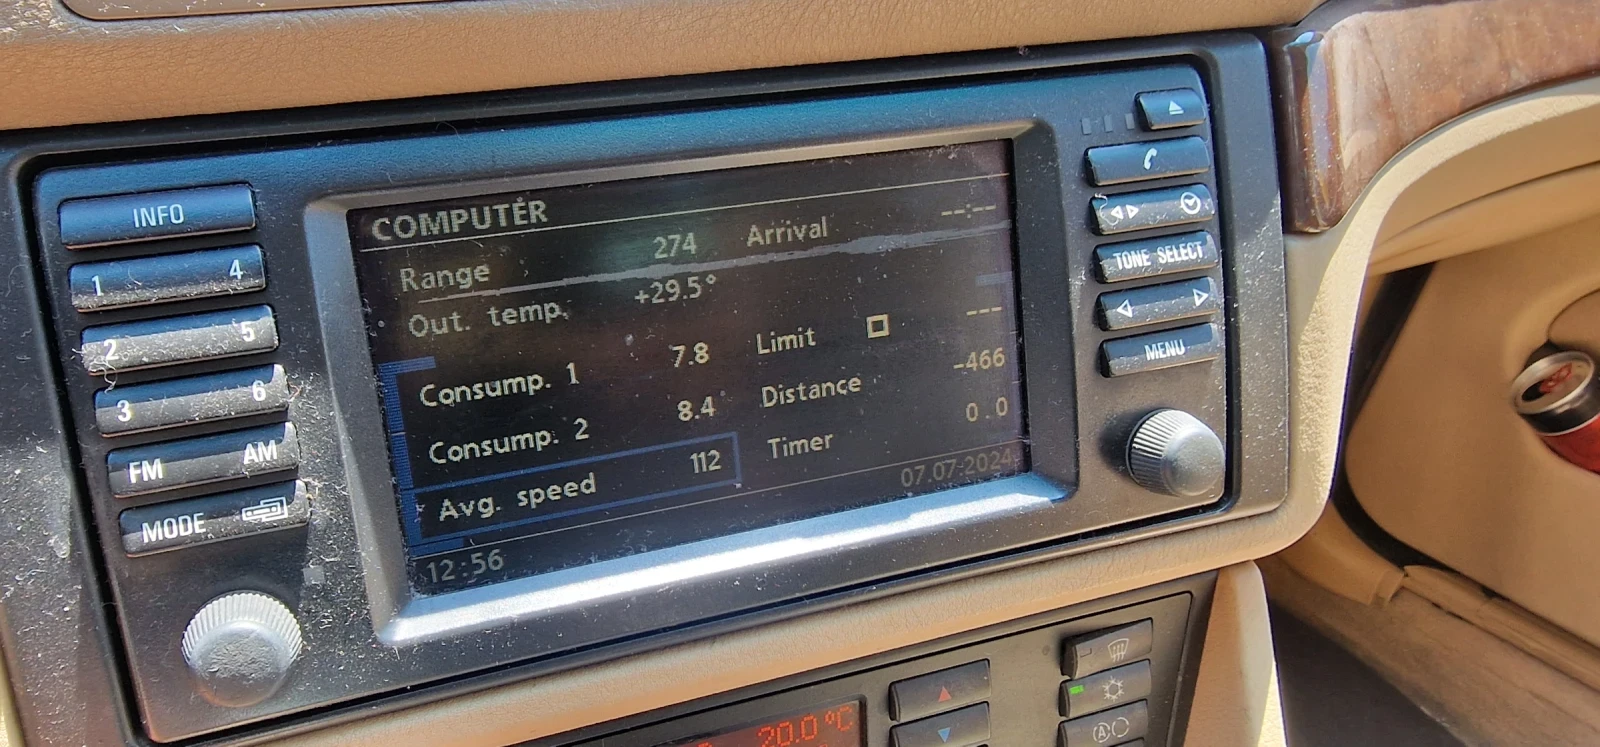 INFO
1 4
2 5
3 6
FM AM
MODE
COMPUTER
Range 274
Out. temp. +29.5°
Consump. 1 7.8
Consump. 2 8.4
Avg. speed 112
Arrival --:--
Limit ---
Distance -466
Timer 0.0
12:56 07.07-2024
TONE SELECT
MENU
20.0 °C